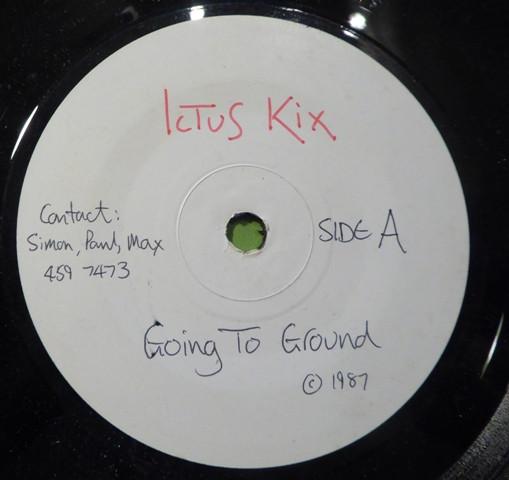 Ictus Kix
Contact:
Simon, Paul, Max
459 7473
SIDE A
Going To Ground
© 1987